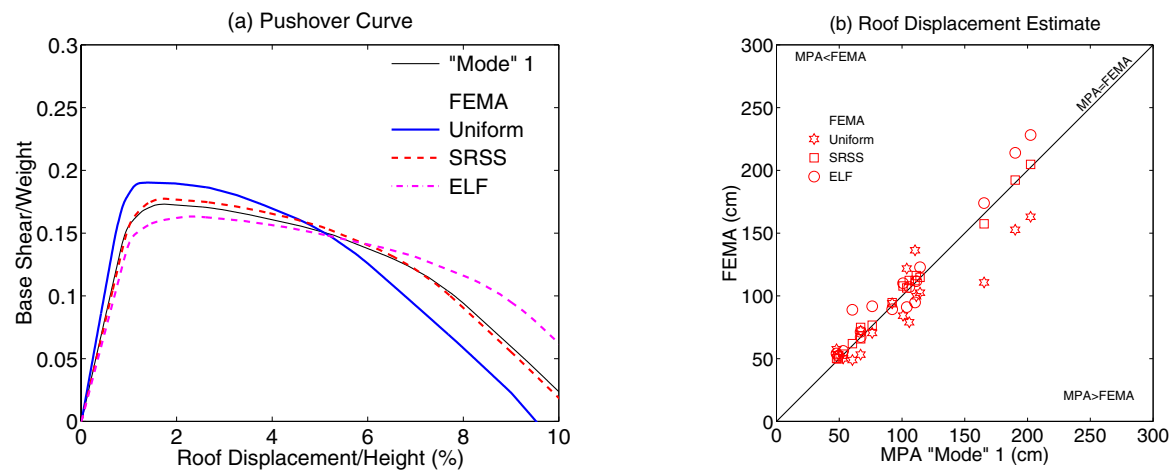 (a) Pushover Curve
0.3
0.25
0.2
0.15
0.1
0.05
0
Base Shear/Weight
"Mode" 1
FEMA
Uniform
SRSS
ELF
0 2 4 6 8 10
Roof Displacement/Height (%)
(b) Roof Displacement Estimate
300
250
200
150
100
50
0
FEMA (cm)
MPA<FEMA
MPA=FEMA
FEMA
Uniform
SRSS
ELF
MPA>FEMA
0 50 100 150 200 250 300
MPA "Mode" 1 (cm)